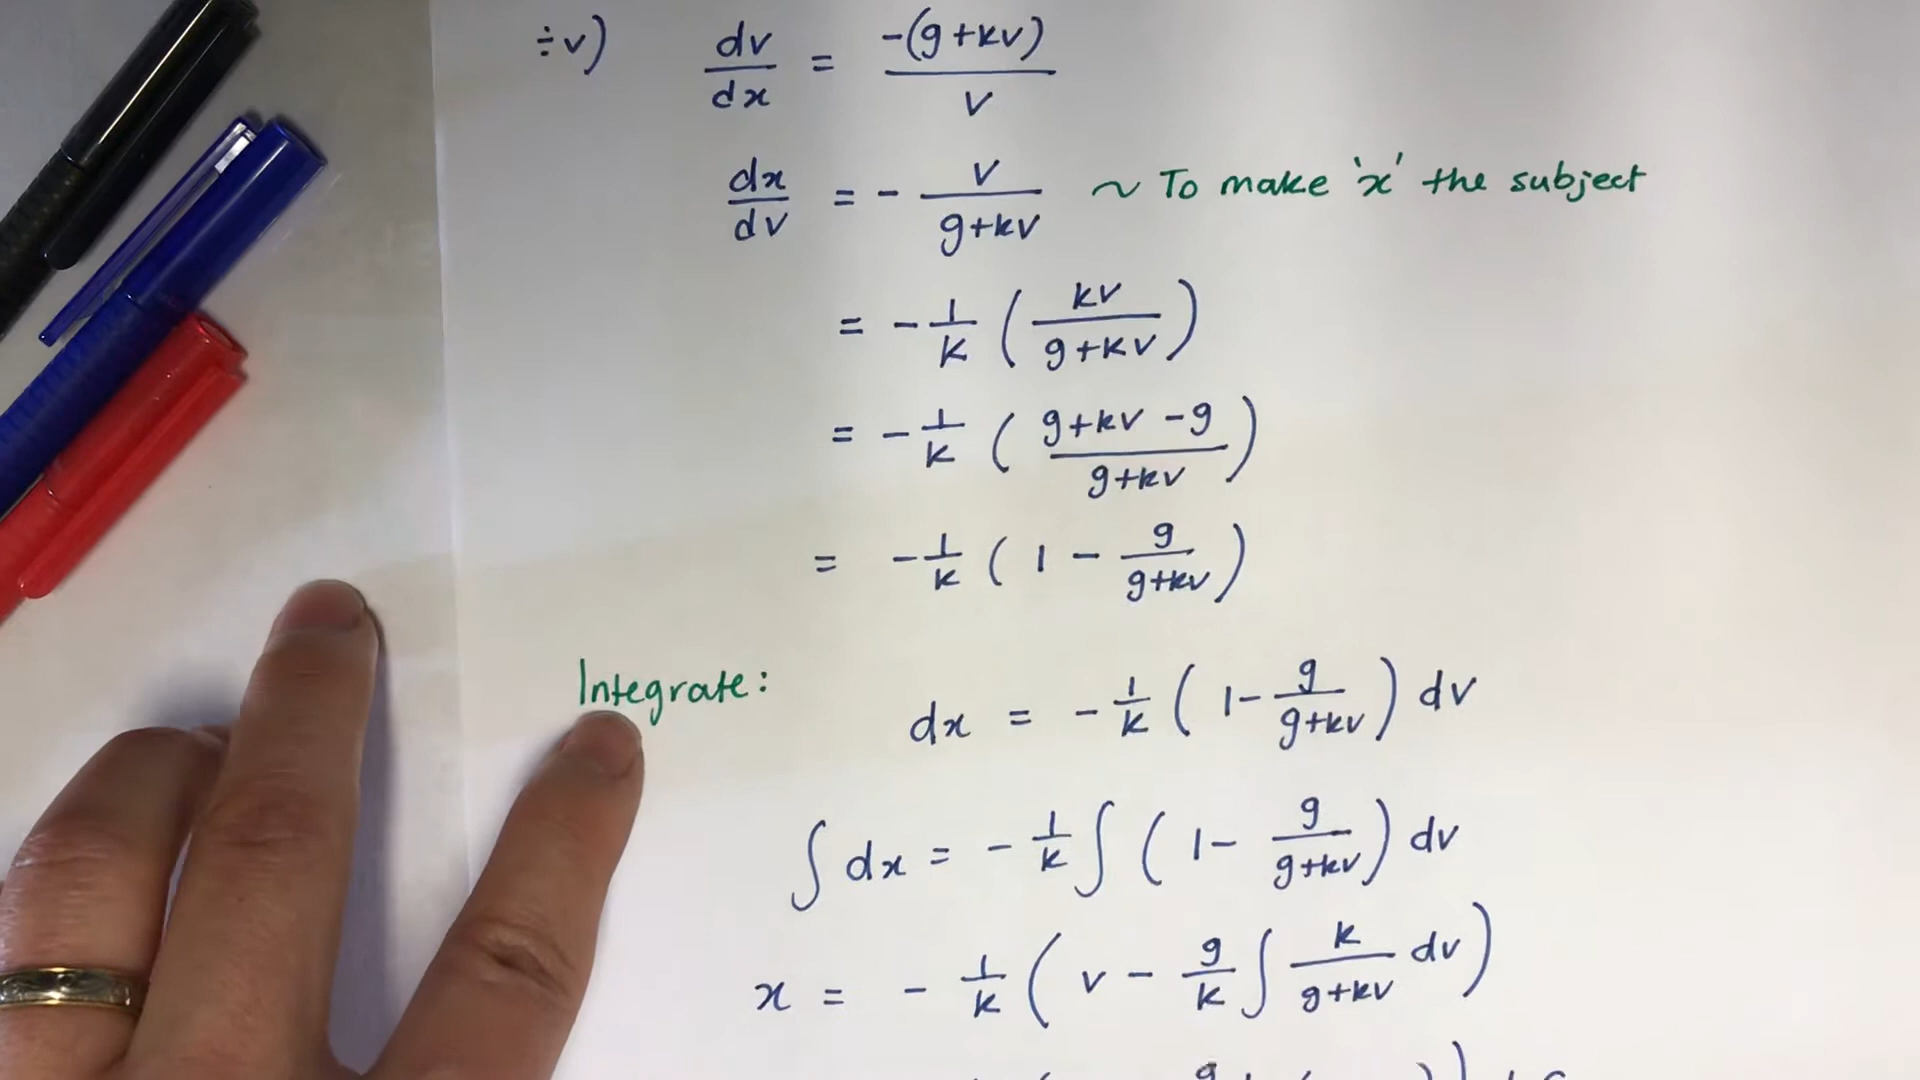 ÷v) dv/dx = -(g+kv)/v
dx/dv = - v/(g+kv) ~ To make 'x' the subject
= - 1/k ( kv/(g+kv) )
= - 1/k ( (g+kv -g)/(g+kv) )
= - 1/k ( 1 - g/(g+kv) )
Integrate: dx = - 1/k ( 1 - g/(g+kv) ) dv
∫ dx = - 1/k ∫ ( 1 - g/(g+kv) ) dv
x = - 1/k ( v - g/k ∫ k/(g+kv) dv )